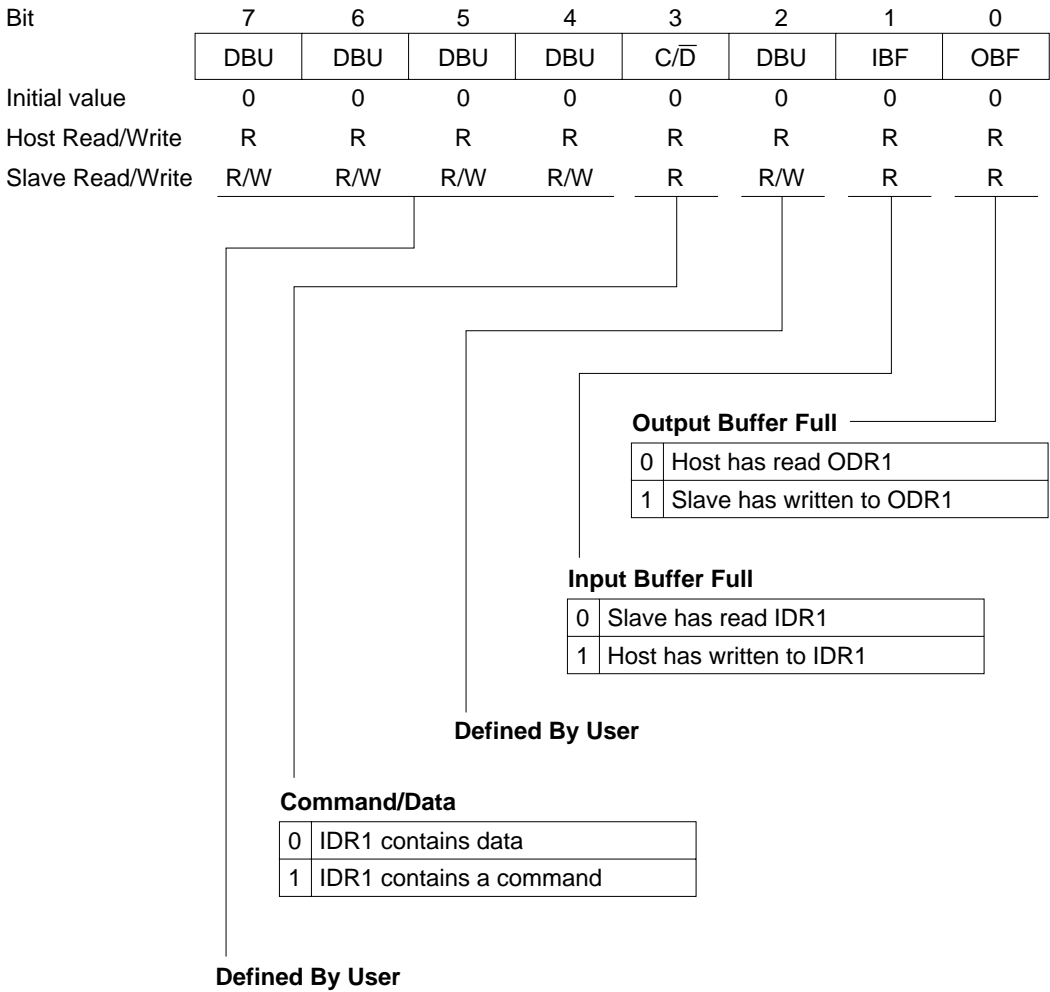 Bit 7 6 5 4 3 2 1 0
DBU DBU DBU DBU C/D̅ DBU IBF OBF
Initial value 0 0 0 0 0 0 0 0
Host Read/Write R R R R R R R R
Slave Read/Write R/W R/W R/W R/W R R/W R R
Output Buffer Full
0 Host has read ODR1
1 Slave has written to ODR1
Input Buffer Full
0 Slave has read IDR1
1 Host has written to IDR1
Defined By User
Command/Data
0 IDR1 contains data
1 IDR1 contains a command
Defined By User